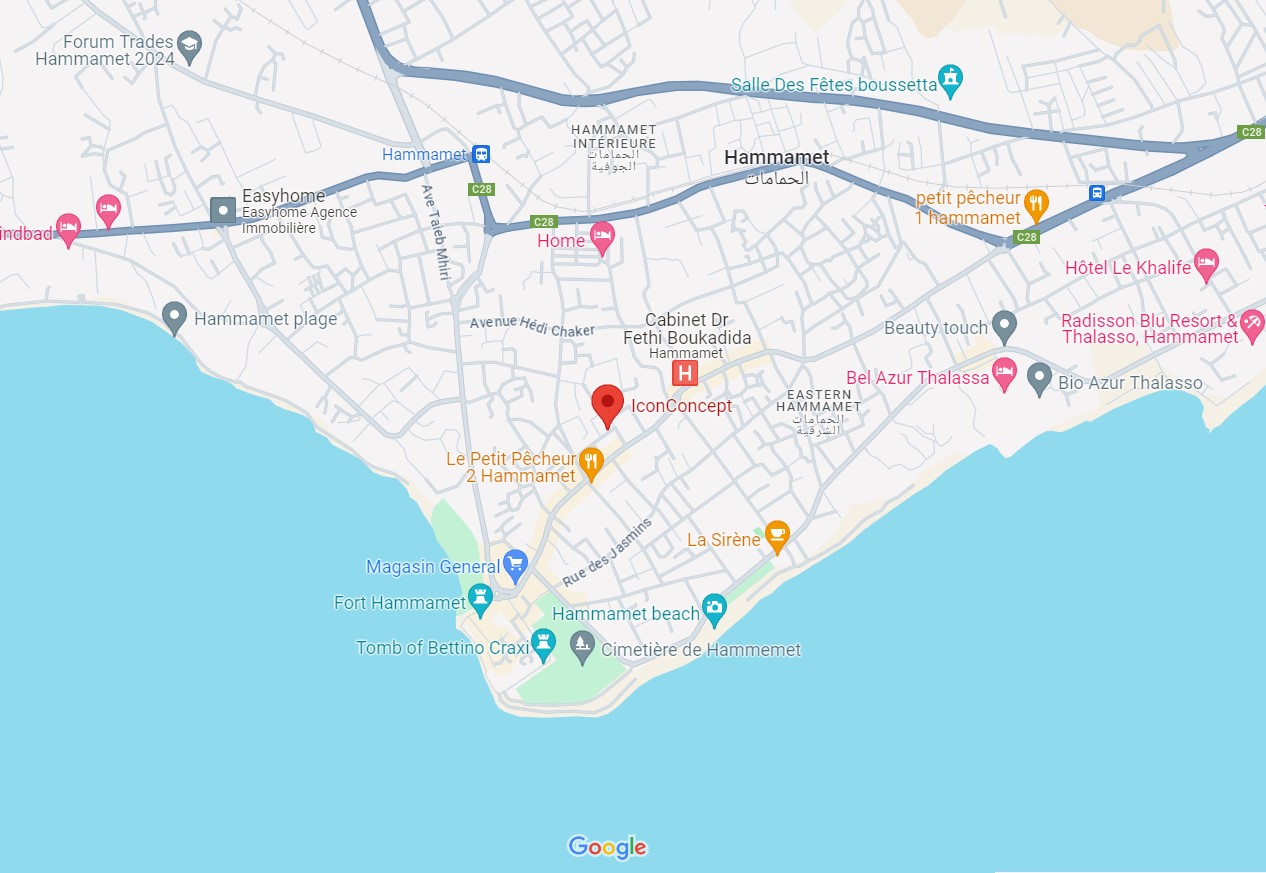 Forum Trades
Hammamet 2024
Salle Des Fêtes boussetta
C28
HAMMAMET
INTÉRIEURE
الحمامات
الجوفية
Hammamet
Hammamet
الحمامات
C28
Ave Taieb Mhiri
Easyhome
Easyhome Agence
Immobilière
petit pêcheur
1 hammamet
C28
C28
indbad
Home
Hôtel Le Khalife
Hammamet plage
Avenue Hédi Chaker
Cabinet Dr
Fethi Boukadida
Hammamet
Beauty touch
Radisson Blu Resort &
Thalasso, Hammamet
Bel Azur Thalassa
Bio Azur Thalasso
IconConcept
EASTERN
HAMMAMET
الحمامات
الشرقية
Le Petit Pêcheur
2 Hammamet
Rue des Jasmins
La Sirène
Magasin General
Fort Hammamet
Hammamet beach
Tomb of Bettino Craxi
Cimetière de Hammemet
Google